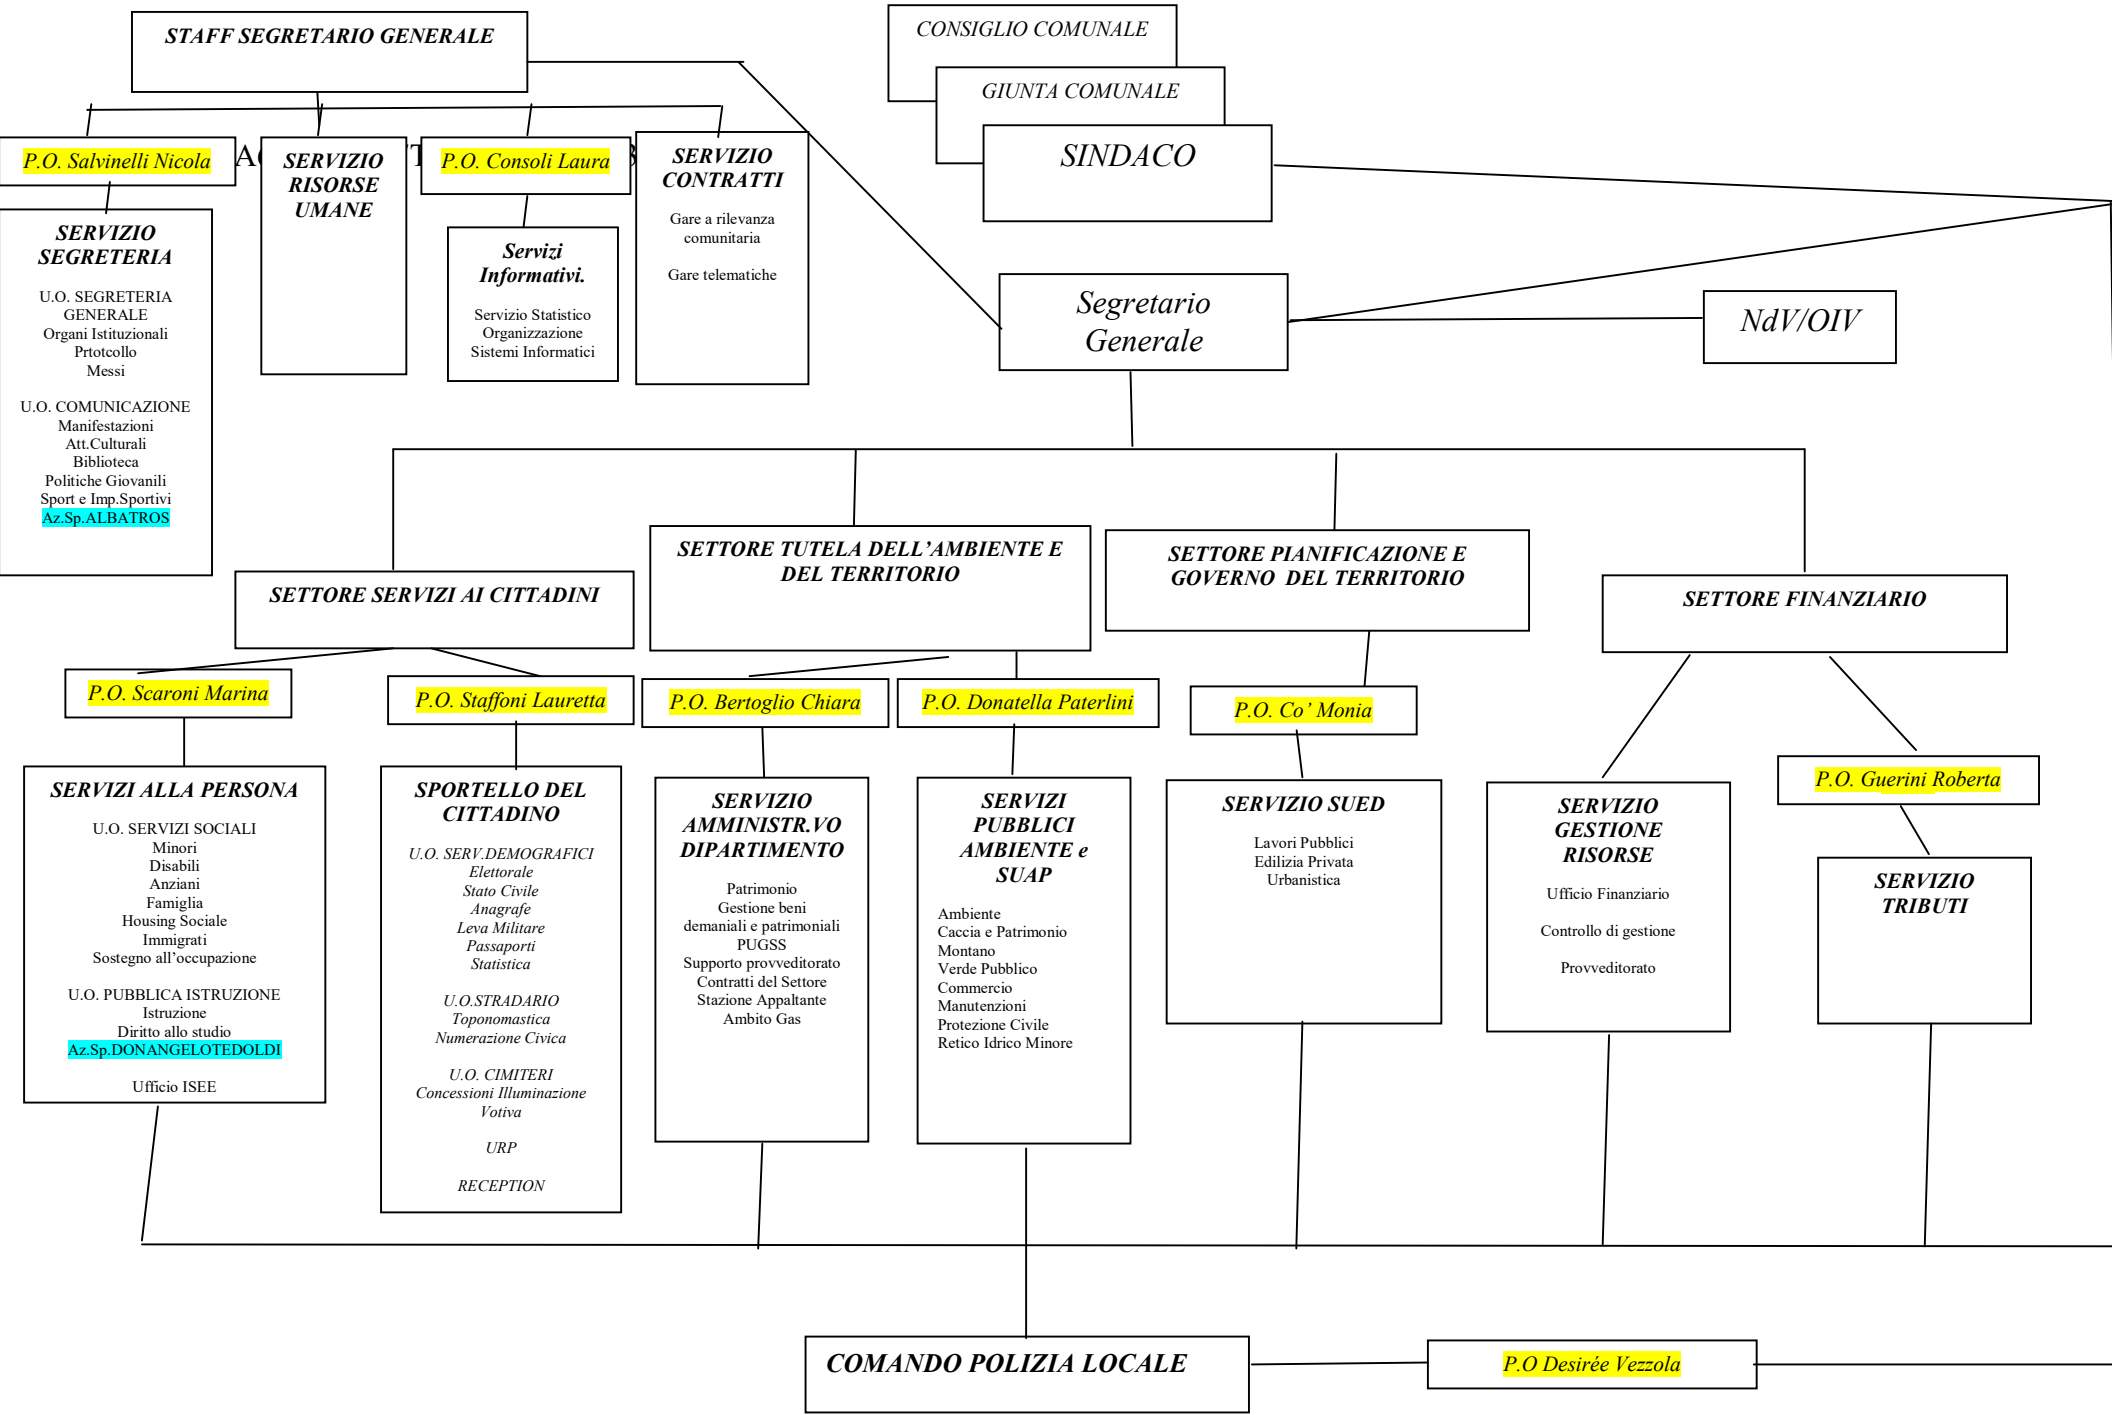 STAFF SEGRETARIO GENERALE
CONSIGLIO COMUNALE
GIUNTA COMUNALE
SINDACO
P.O. Salvinelli Nicola
SERVIZIO
RISORSE
UMANE
P.O. Consoli Laura
SERVIZIO
CONTRATTI
Gare a rilevanza
comunitaria
Gare telematiche
SERVIZIO
SEGRETERIA
U.O. SEGRETERIA
GENERALE
Organi Istituzionali
Prtotcollo
Messi
U.O. COMUNICAZIONE
Manifestazioni
Att.Culturali
Biblioteca
Politiche Giovanili
Sport e Imp.Sportivi
Az.Sp.ALBATROS
Servizi
Informativi.
Servizio Statistico
Organizzazione
Sistemi Informatici
Segretario
Generale
NdV/OIV
SETTORE SERVIZI AI CITTADINI
SETTORE TUTELA DELL’AMBIENTE E
DEL TERRITORIO
SETTORE PIANIFICAZIONE E
GOVERNO DEL TERRITORIO
SETTORE FINANZIARIO
P.O. Scaroni Marina
P.O. Staffoni Lauretta
P.O. Bertoglio Chiara
P.O. Donatella Paterlini
P.O. Co’ Monia
P.O. Guerini Roberta
SERVIZI ALLA PERSONA
U.O. SERVIZI SOCIALI
Minori
Disabili
Anziani
Famiglia
Housing Sociale
Immigrati
Sostegno all’occupazione
U.O. PUBBLICA ISTRUZIONE
Istruzione
Diritto allo studio
Az.Sp.DONANGELOTEDOLDI
Ufficio ISEE
SPORTELLO DEL
CITTADINO
U.O. SERV.DEMOGRAFICI
Elettorale
Stato Civile
Anagrafe
Leva Militare
Passaporti
Statistica
U.O.STRADARIO
Toponomastica
Numerazione Civica
U.O. CIMITERI
Concessioni Illuminazione
Votiva
URP
RECEPTION
SERVIZIO
AMMINISTR.VO
DIPARTIMENTO
Patrimonio
Gestione beni
demaniali e patrimoniali
PUGSS
Supporto provveditorato
Contratti del Settore
Stazione Appaltante
Ambito Gas
SERVIZI
PUBBLICI
AMBIENTE e
SUAP
Ambiente
Caccia e Patrimonio
Montano
Verde Pubblico
Commercio
Manutenzioni
Protezione Civile
Retico Idrico Minore
SERVIZIO SUED
Lavori Pubblici
Edilizia Privata
Urbanistica
SERVIZIO
GESTIONE
RISORSE
Ufficio Finanziario
Controllo di gestione
Provveditorato
SERVIZIO
TRIBUTI
COMANDO POLIZIA LOCALE
P.O Desirée Vezzola